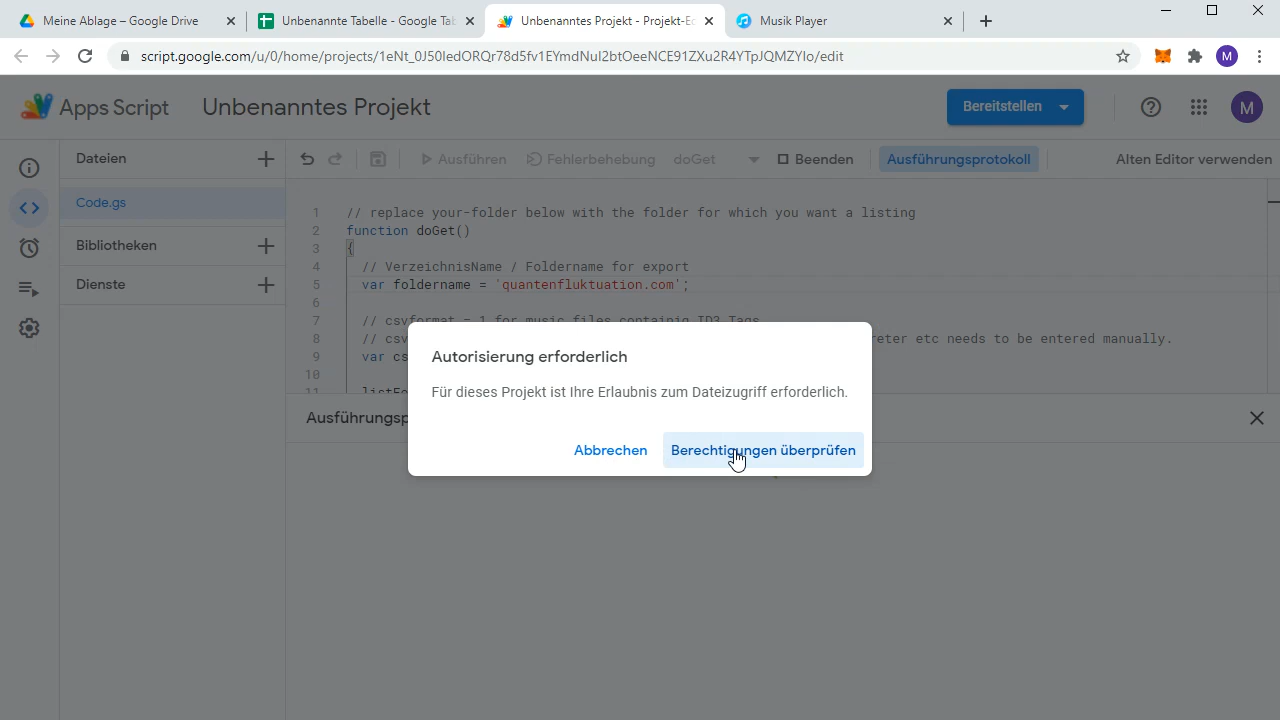 Meine Ablage – Google Drive
Unbenannte Tabelle - Google Tab
Unbenanntes Projekt - Projekt-Ed
Musik Player
script.google.com/u/0/home/projects/1eNt_0J50IedORQr78d5fv1EYmdNuI2btOeeNCE91ZXu2R4YTpJQMZYIo/edit
M
Apps Script
Unbenanntes Projekt
Bereitstellen
M
Dateien
Ausführen
Fehlerbehebung
doGet
Beenden
Ausführungsprotokoll
Alten Editor verwenden
Code.gs
Bibliotheken
Dienste
1 // replace your-folder below with the folder for which you want a listing
2 function doGet()
3 {
4 // VerzeichnisName / Foldername for export
5 var foldername = 'quantenfluktuation.com';
6
7 // csvformat = 1 for music files containig ID3 Tags
8 // csv reter etc needs to be entered manually.
9 var cs
10
11 listFo
Ausführungsp
Autorisierung erforderlich
Für dieses Projekt ist Ihre Erlaubnis zum Dateizugriff erforderlich.
Abbrechen
Berechtigungen überprüfen